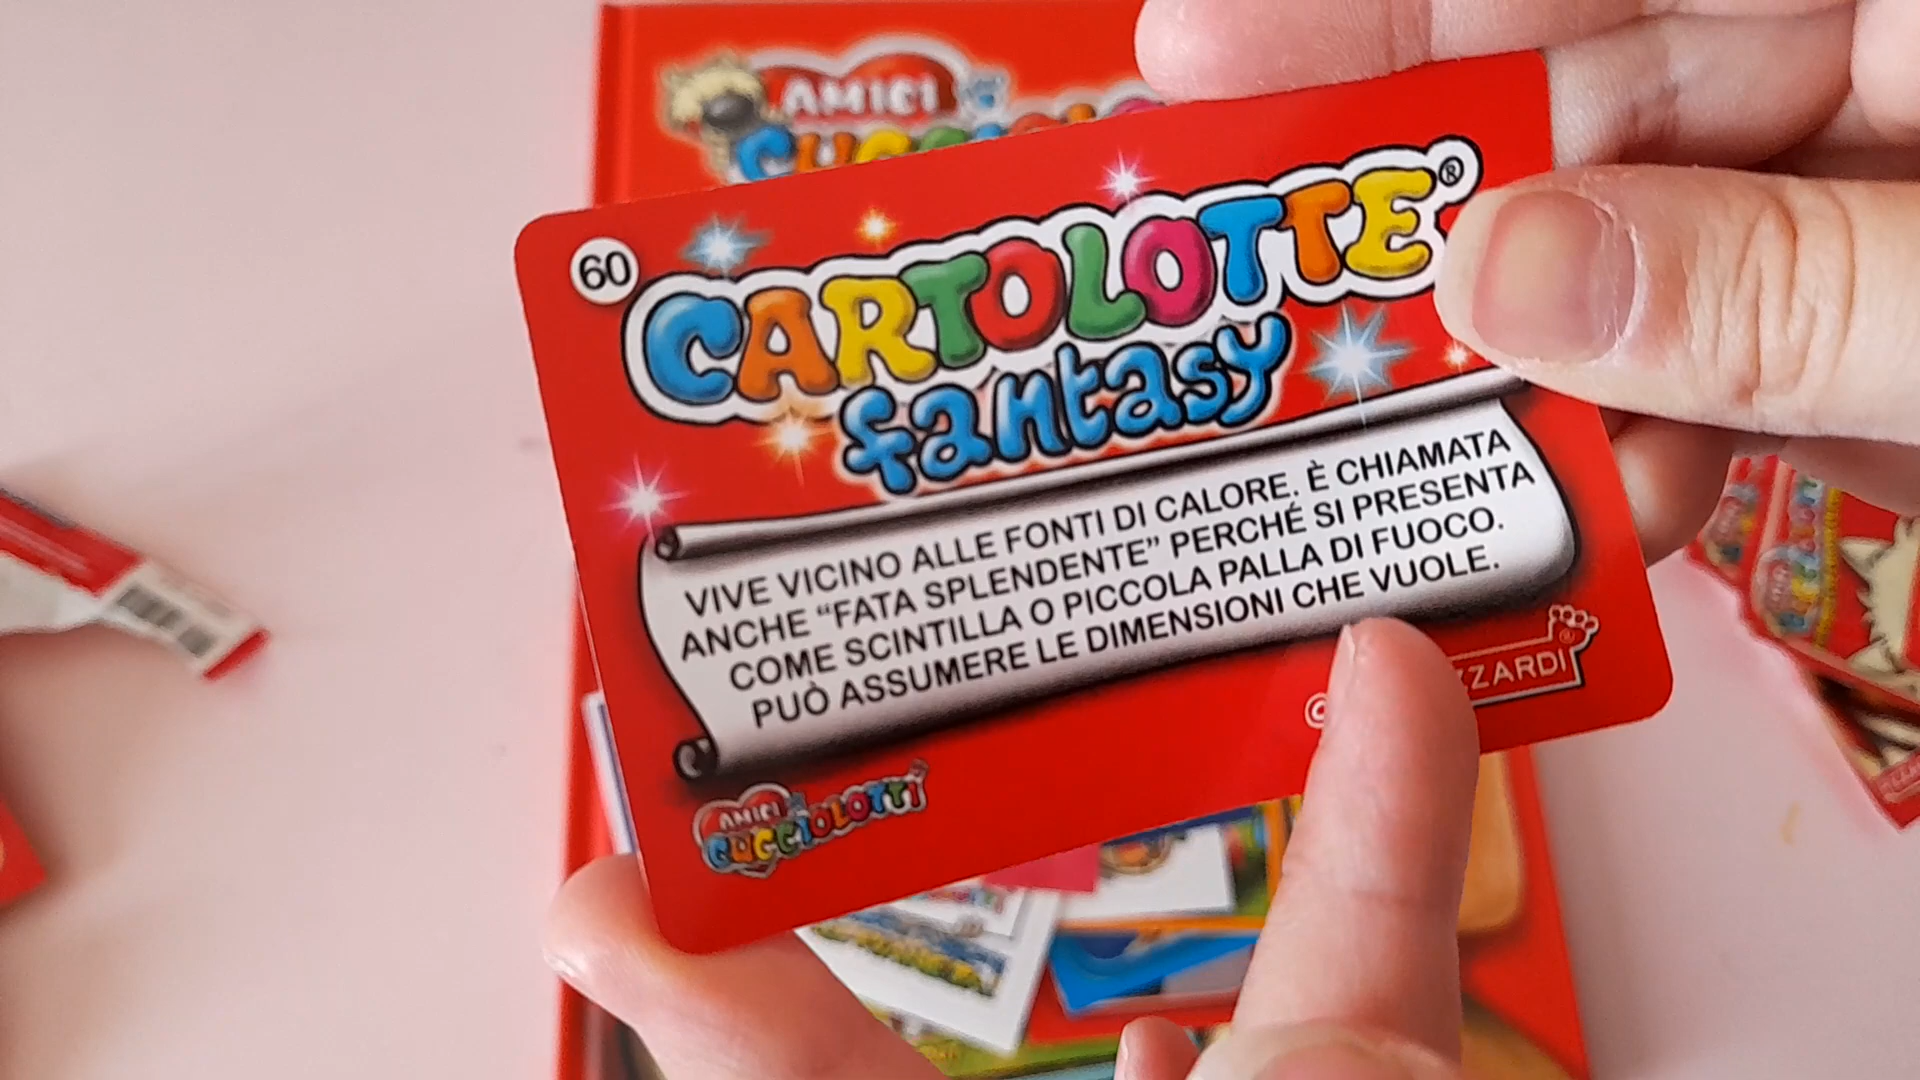 AMICI
60
CARTOLOTTE®
fantasy
VIVE VICINO ALLE FONTI DI CALORE. È CHIAMATA
ANCHE “FATA SPLENDENTE” PERCHÉ SI PRESENTA
COME SCINTILLA O PICCOLA PALLA DI FUOCO.
PUÒ ASSUMERE LE DIMENSIONI CHE VUOLE.
AMICI
CUCCIOLOTTI